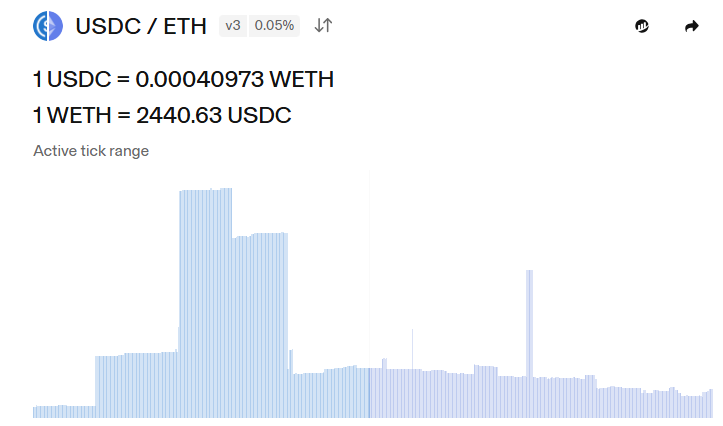 USDC / ETH v3 0.05%
1 USDC = 0.00040973 WETH
1 WETH = 2440.63 USDC
Active tick range